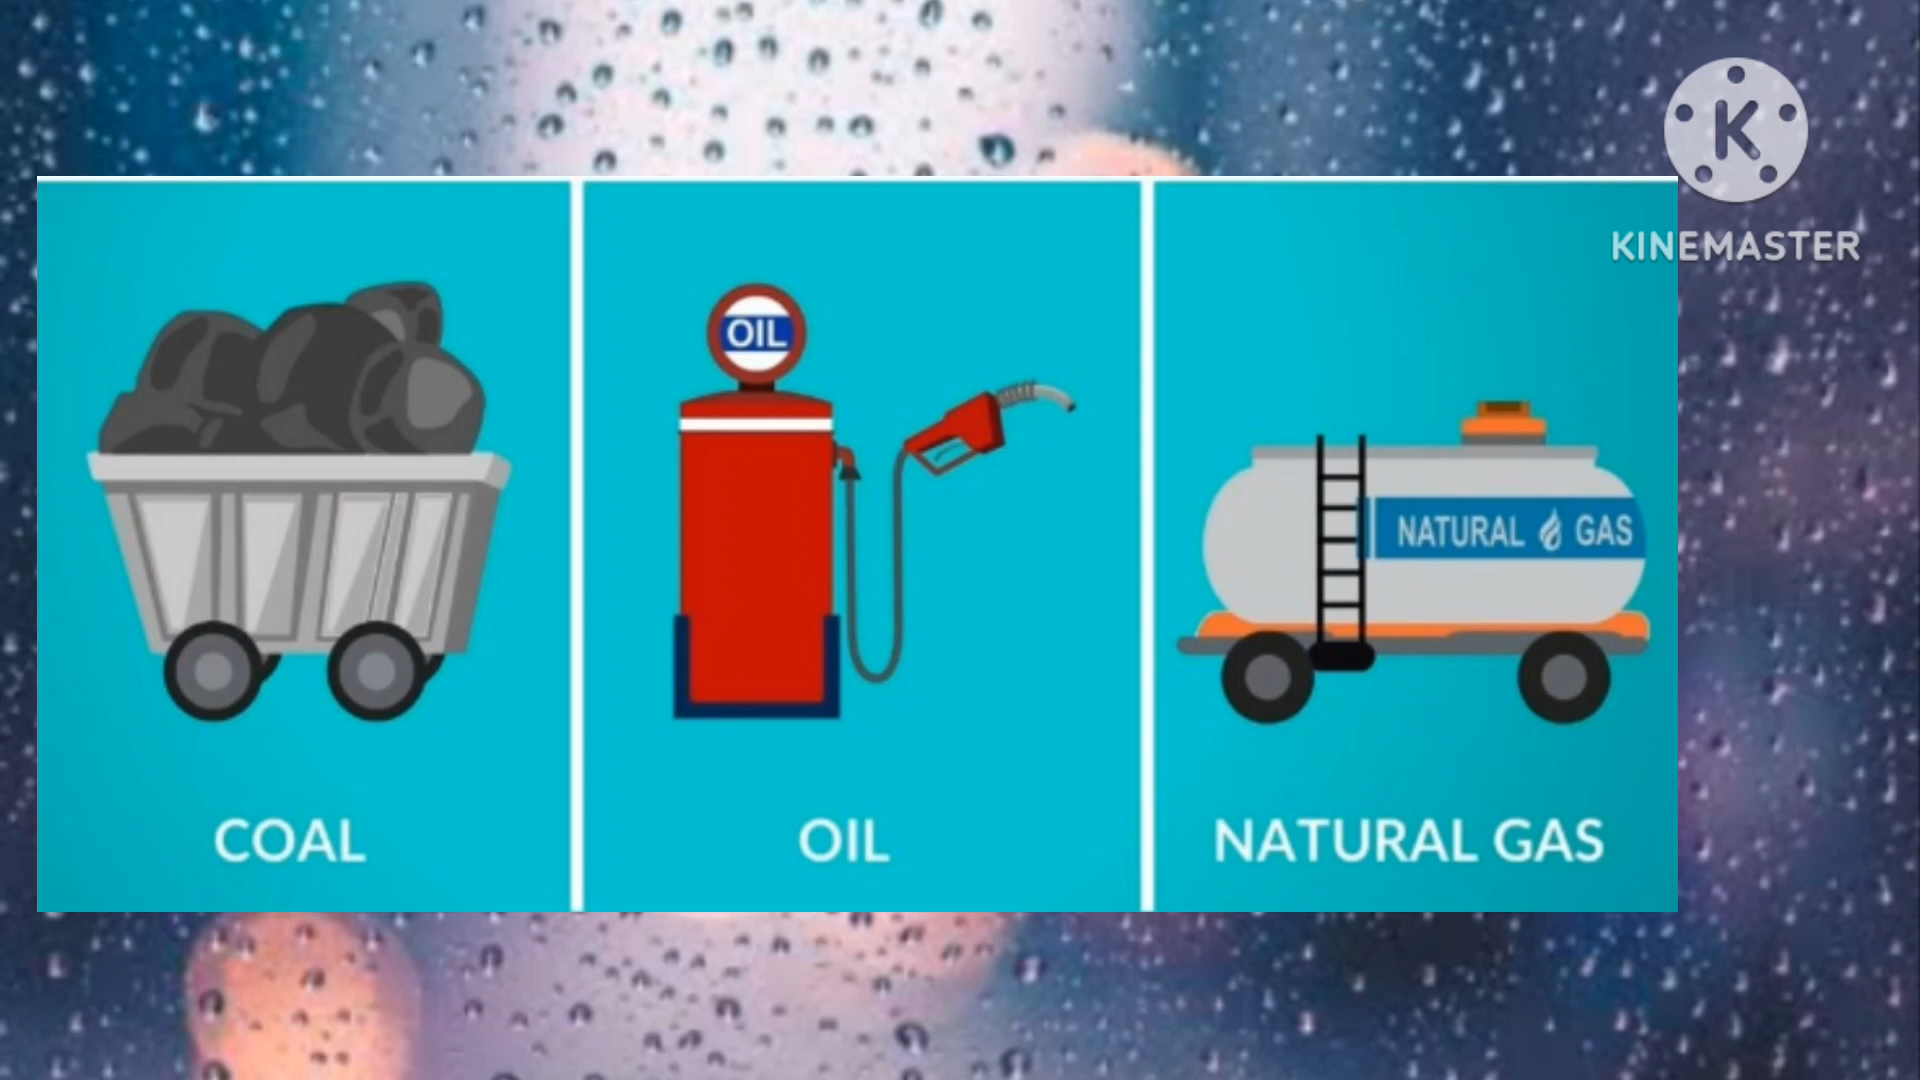 K
KINEMASTER
OIL
NATURAL GAS
COAL
OIL
NATURAL GAS